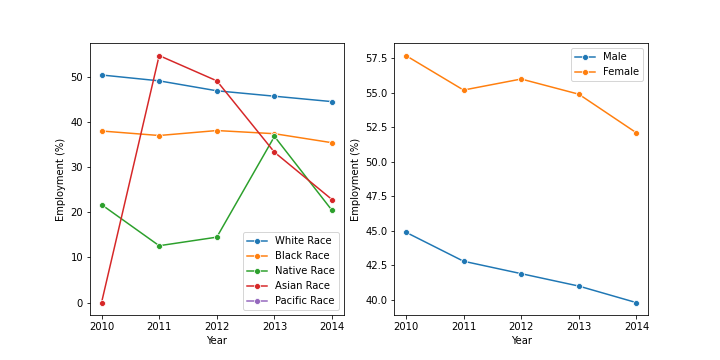 Employment (%)
50
40
30
20
10
0
2010 2011 2012 2013 2014
Year
White Race
Black Race
Native Race
Asian Race
Pacific Race
Employment (%)
57.5
55.0
52.5
50.0
47.5
45.0
42.5
40.0
2010 2011 2012 2013 2014
Year
Male
Female